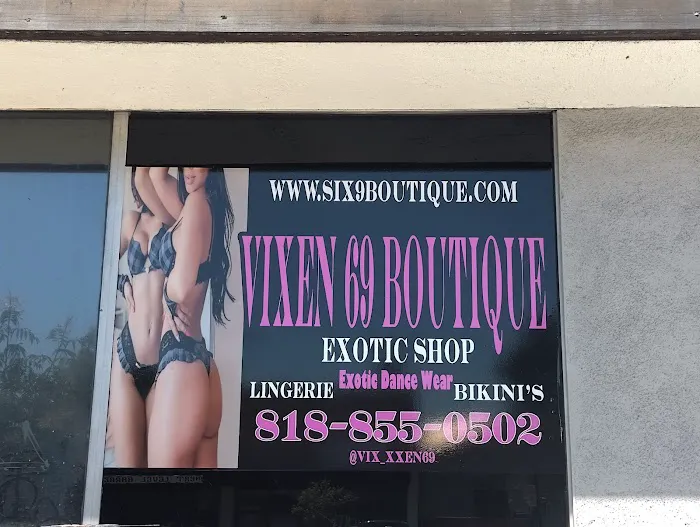 WWW.SIX9BOUTIQUE.COM
VIXEN 69 BOUTIQUE
EXOTIC SHOP
LINGERIE Exotic Dance Wear BIKINI'S
818-855-0502
@VIX_XXEN69